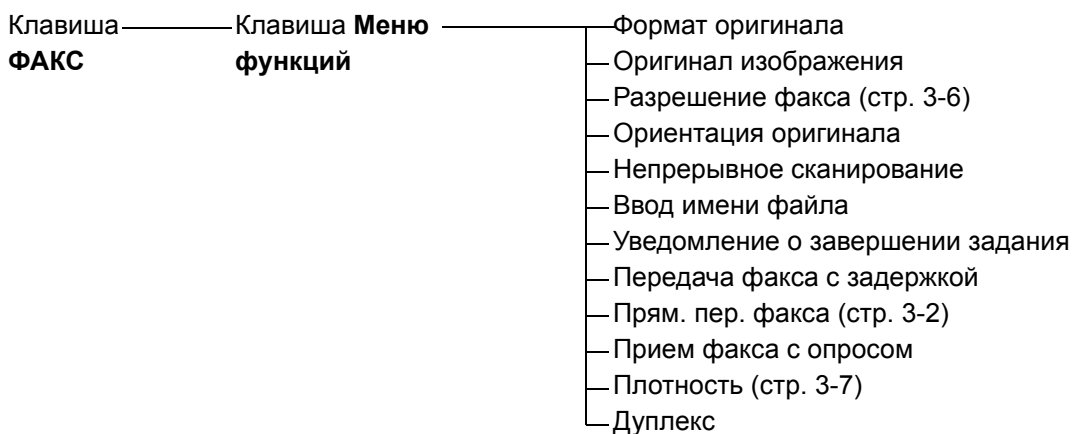 Клавиша
ФАКС
Клавиша Меню
функций
Формат оригинала
Оригинал изображения
Разрешение факса (стр. 3-6)
Ориентация оригинала
Непрерывное сканирование
Ввод имени файла
Уведомление о завершении задания
Передача факса с задержкой
Прям. пер. факса (стр. 3-2)
Прием факса с опросом
Плотность (стр. 3-7)
Дуплекс